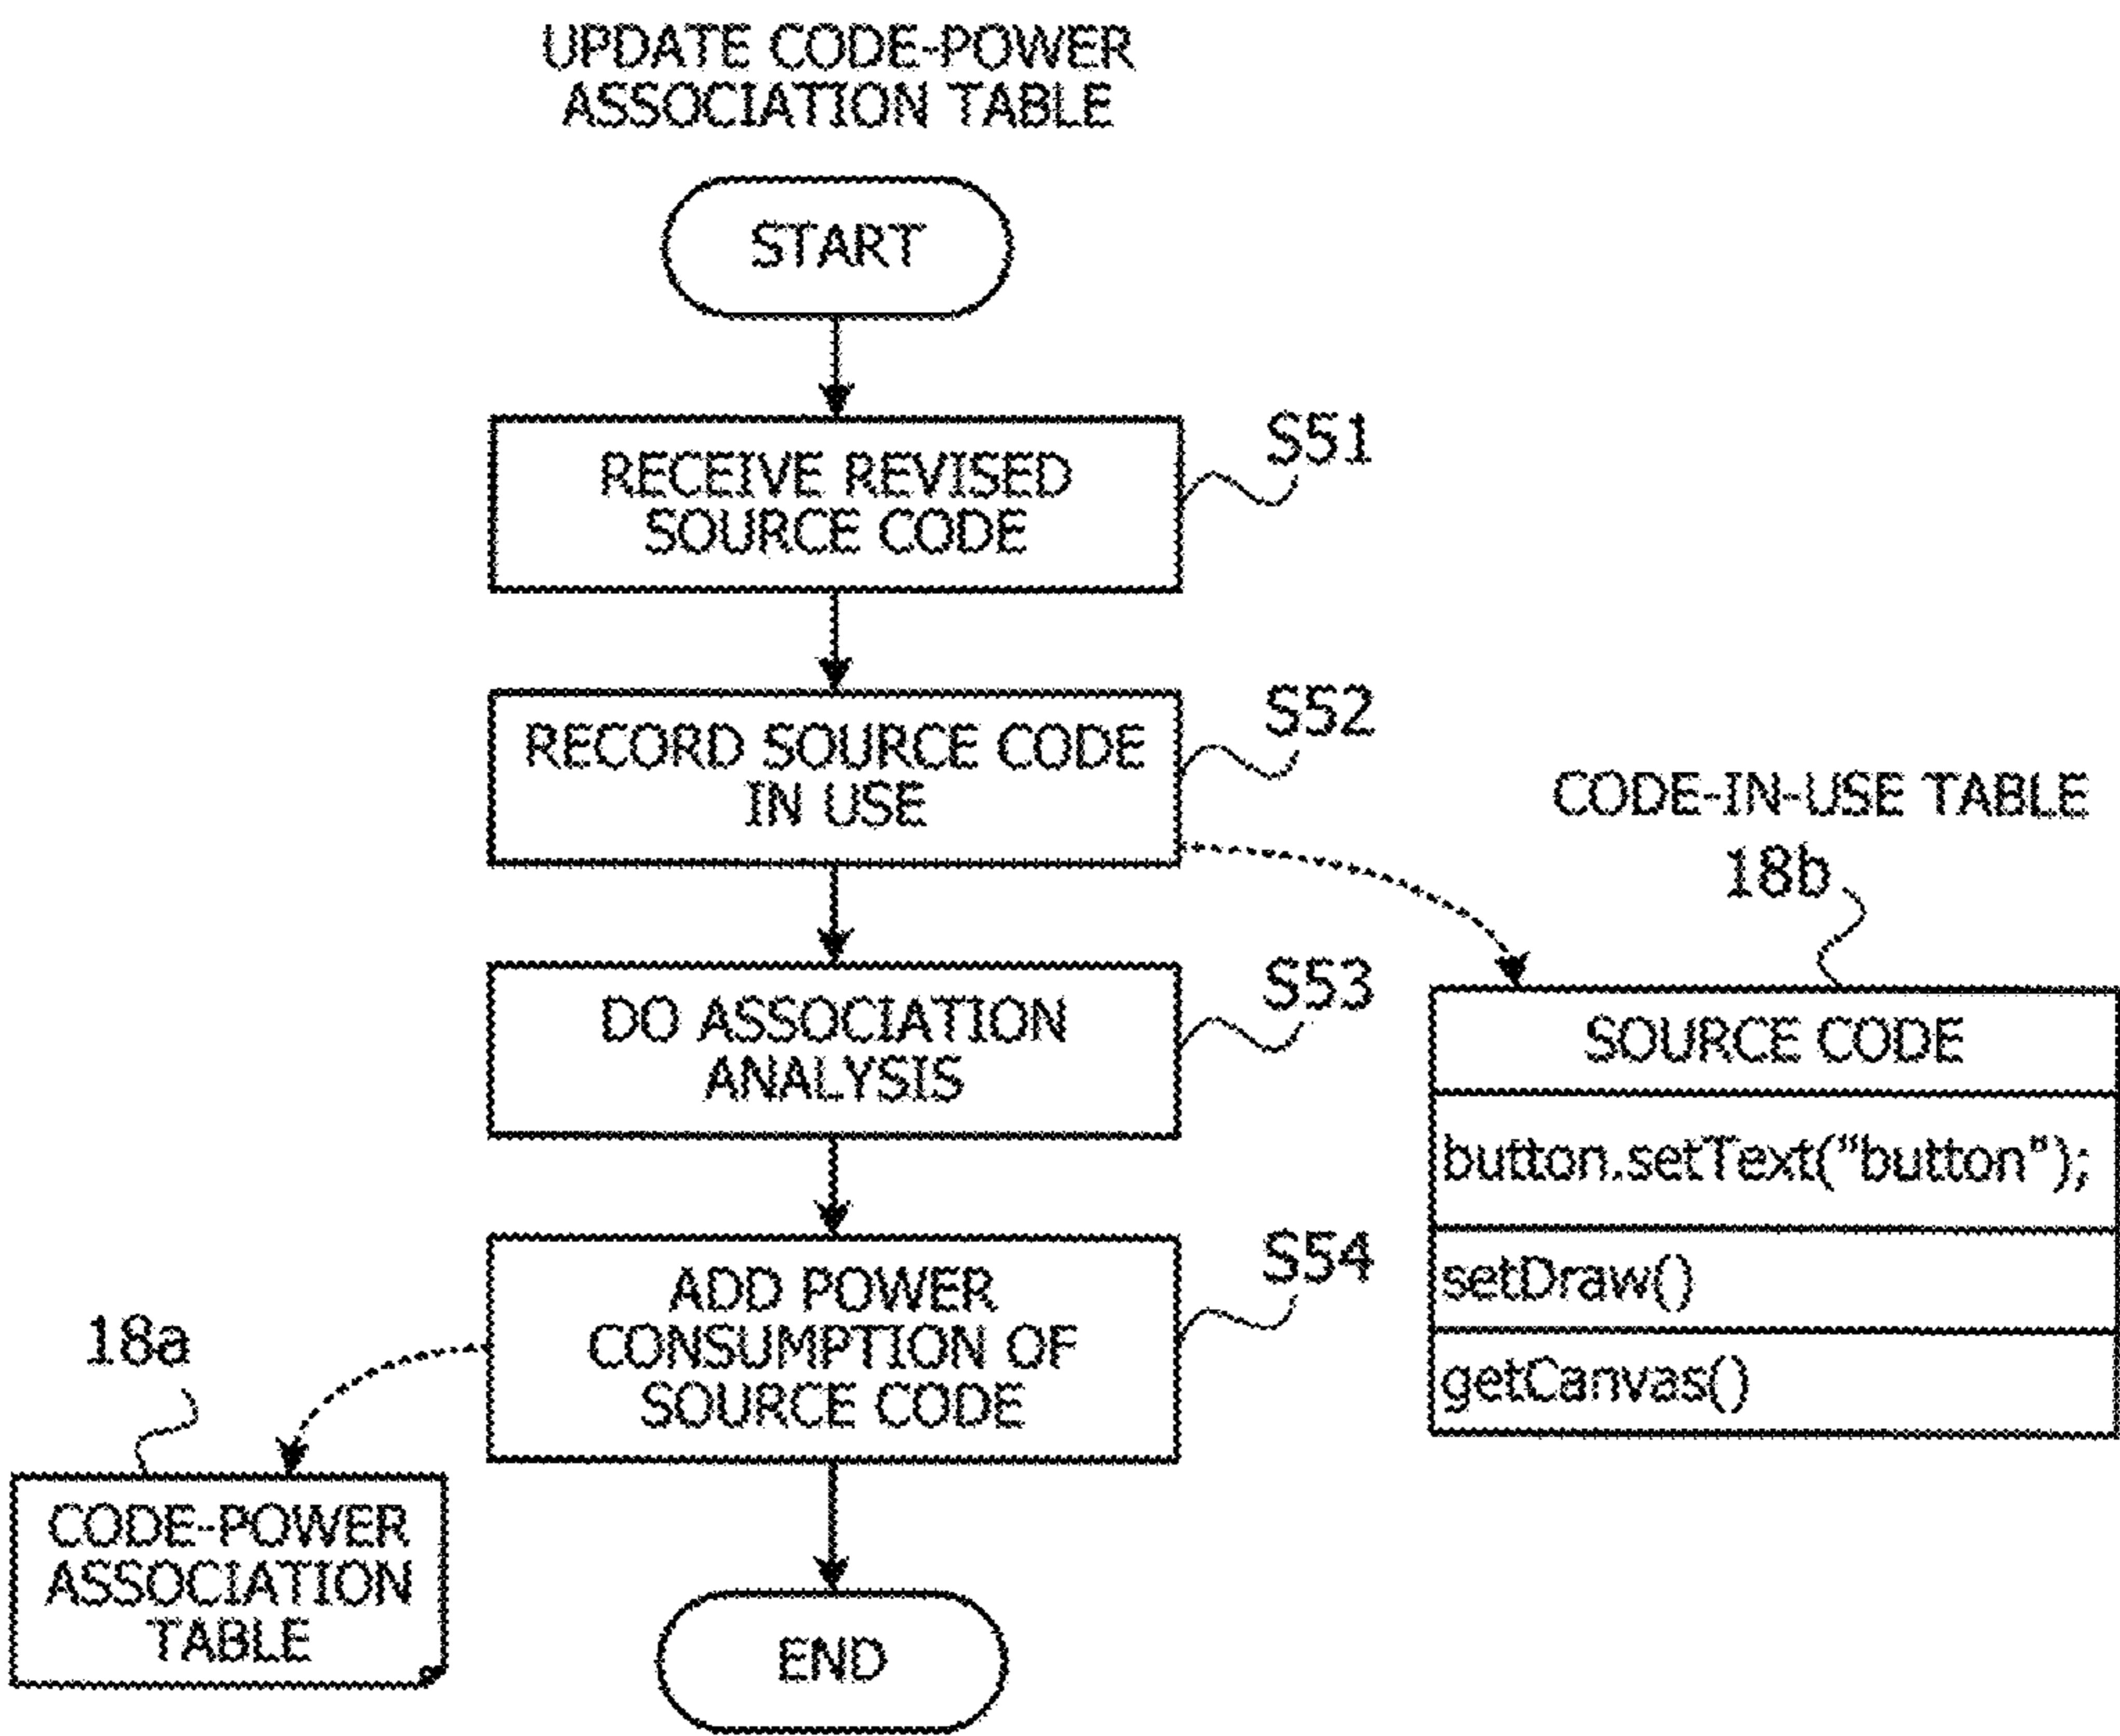 UPDATE CODE-POWER
ASSOCIATION TABLE
START
RECEIVE REVISED
SOURCE CODE
S51
RECORD SOURCE CODE
IN USE
S52
CODE-IN-USE TABLE
18b
DO ASSOCIATION
ANALYSIS
S53
SOURCE CODE
button.setText("button");
setDraw()
getCanvas()
ADD POWER
CONSUMPTION OF
SOURCE CODE
S54
18a
CODE-POWER
ASSOCIATION
TABLE
END